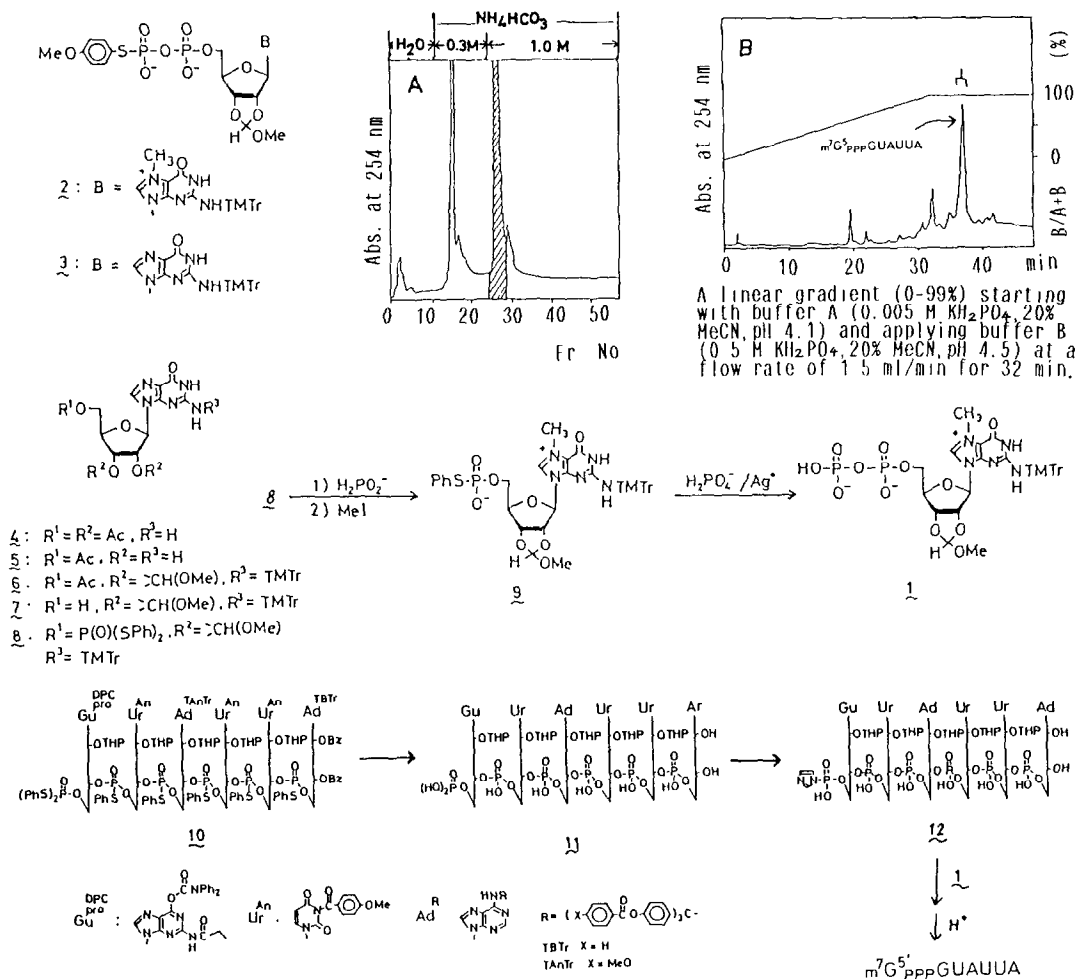 MeO
S-P-O-P-O
O
O
O⁻
O⁻
B
O
O
O
H
OMe
2: B =
CH3
O
N
NH
N
N
NHTMTr
3: B =
O
N
NH
N
N
NHTMTr
NH4HCO3
H2O
0.3M
1.0 M
A
Abs. at 254 nm
0 10 20 30 40 50
Fr No
B
(%)
100
0
B/A+B
Abs. at 254 nm
m7G5'pppGUAUUA
0 20 40
min
A linear gradient (0-99%) starting
with buffer A (0.005 M KH2PO4, 20%
MeCN, pH 4.1) and applying buffer B
(0 5 M KH2PO4, 20% MeCN, pH 4.5) at a
flow rate of 1 5 ml/min for 32 min.
R1O
O
N
NH
N
N
N-R3
H
O
R2O OR2
4: R1=R2=Ac, R3=H
5: R1=Ac, R2=R3=H
6. R1=Ac, R2= >CH(OMe), R3=TMTr
7: R1=H, R2= >CH(OMe), R3=TMTr
8. R1=P(O)(SPh)2, R2= >CH(OMe)
R3=TMTr
8
1) H2PO2-
2) MeI
PhS-P-O
O
O⁻
CH3
O
N
NH
N
N
NTMTr
H
O
O
O
H
OMe
9
H2PO4-/Ag+
HO-P-O-P-O
O
O
O⁻
O⁻
CH3
O
N
NH
N
N
NTMTr
H
O
O
O
H
OMe
1
DPC
pro
Gu
An
Ur
TAnTr
Ad
An
Ur
An
Ur
TBTr
Ad
OTHP OTHP OTHP OTHP OTHP OBz
OBz
(PhS)2P-O
O
PhS PhS PhS PhS PhS
10
Gu Ur Ad Ur Ur Ar
OTHP OTHP OTHP OTHP OTHP OH
OH
(HO)2P-O
O
HO HO HO HO HO
11
Gu Ur Ad Ur Ur Ad
OTHP OTHP OTHP OTHP OTHP OH
OH
N N-P-O
O
HO
HO HO HO HO HO
12
1
H+
m7G5'pppGUAUUA
DPC
pro
Gu :
O
O-C-NPh2
N
N
N
N
NH
O
An
Ur .
O
O
N-C
OMe
N
O
R
Ad
HNR
N
N
N
N
R= (X- -C-O- )3C-
O
TBTr X = H
TAnTr X = MeO